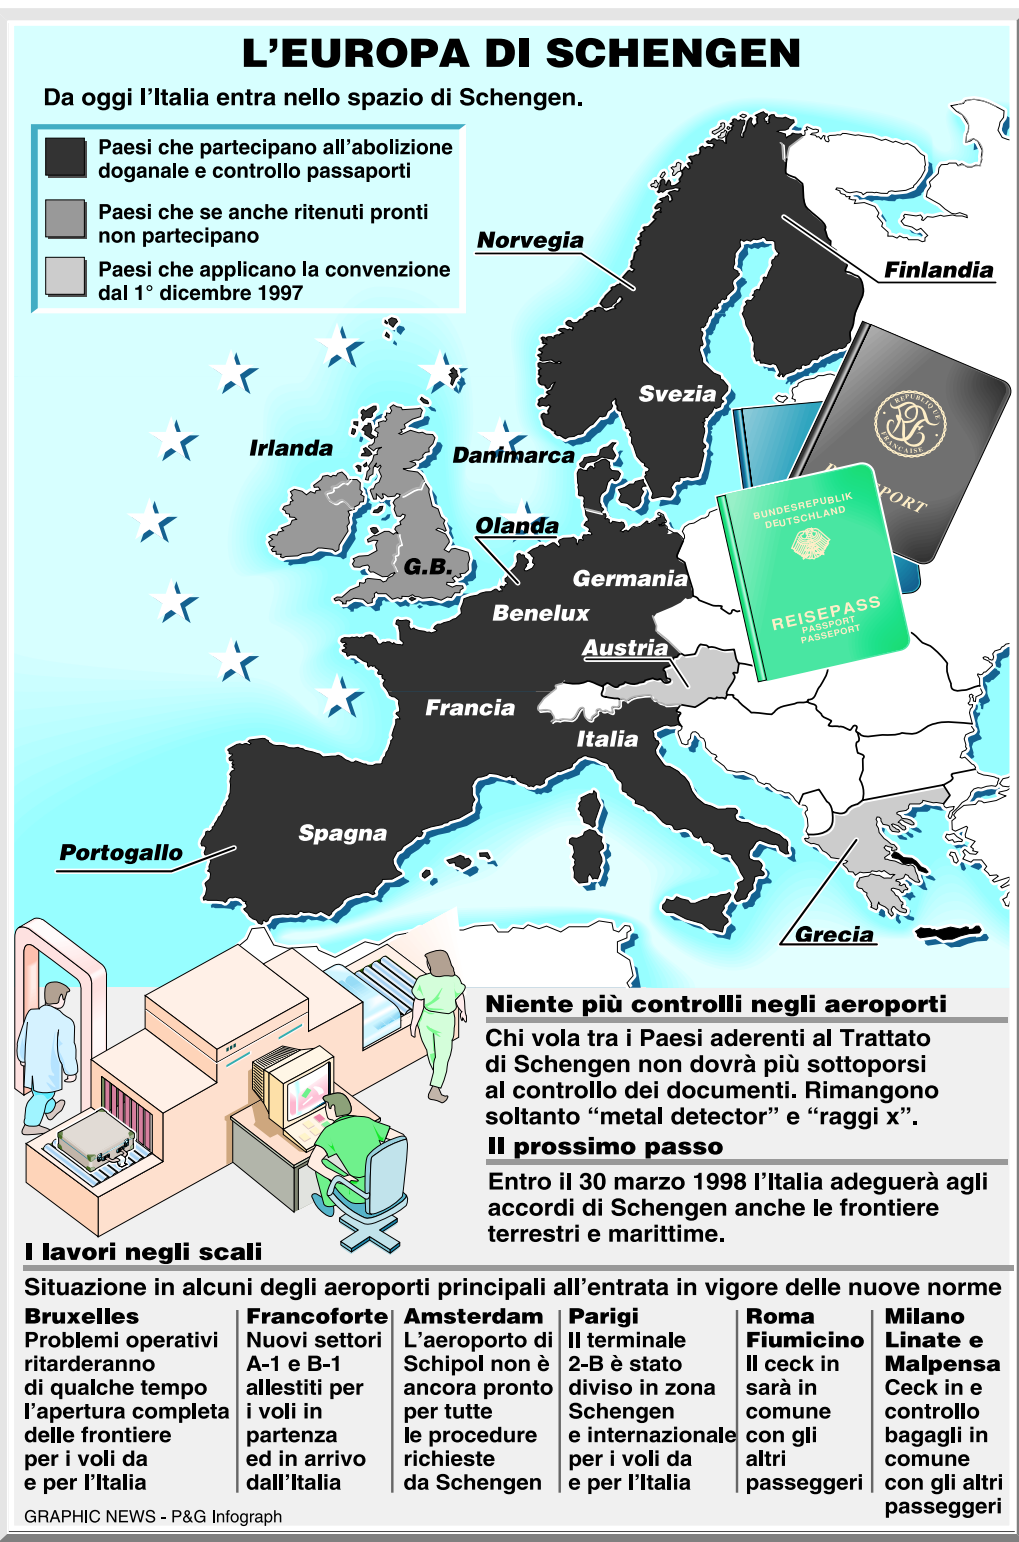 L'EUROPA DI SCHENGEN
Da oggi l'Italia entra nello spazio di Schengen.
Paesi che partecipano all'abolizione
doganale e controllo passaporti
Paesi che se anche ritenuti pronti
non partecipano
Paesi che applicano la convenzione
dal 1° dicembre 1997
Norvegia
Finlandia
Svezia
Irlanda
Danimarca
Olanda
G.B.
Germania
Benelux
Austria
Francia
Italia
Spagna
Portogallo
Grecia
REPUBLIQUE
FRANCAISE
RF
PORT
BUNDESREPUBLIK
DEUTSCHLAND
REISEPASS
PASSPORT
PASSEPORT
Niente più controlli negli aeroporti
Chi vola tra i Paesi aderenti al Trattato
di Schengen non dovrà più sottoporsi
al controllo dei documenti. Rimangono
soltanto “metal detector” e “raggi x”.
Il prossimo passo
Entro il 30 marzo 1998 l'Italia adeguerà agli
accordi di Schengen anche le frontiere
terrestri e marittime.
I lavori negli scali
Situazione in alcuni degli aeroporti principali all'entrata in vigore delle nuove norme
Bruxelles
Problemi operativi
ritarderanno
di qualche tempo
l'apertura completa
delle frontiere
per i voli da
e per l'Italia
Francoforte
Nuovi settori
A-1 e B-1
allestiti per
i voli in
partenza
ed in arrivo
dall'Italia
Amsterdam
L'aeroporto di
Schipol non è
ancora pronto
per tutte
le procedure
richieste
da Schengen
Parigi
Il terminale
2-B è stato
diviso in zona
Schengen
e internazionale
per i voli da
e per l'Italia
Roma
Fiumicino
Il ceck in
sarà in
comune
con gli
altri
passeggeri
Milano
Linate e
Malpensa
Ceck in e
controllo
bagagli in
comune
con gli altri
passeggeri
GRAPHIC NEWS - P&G Infograph